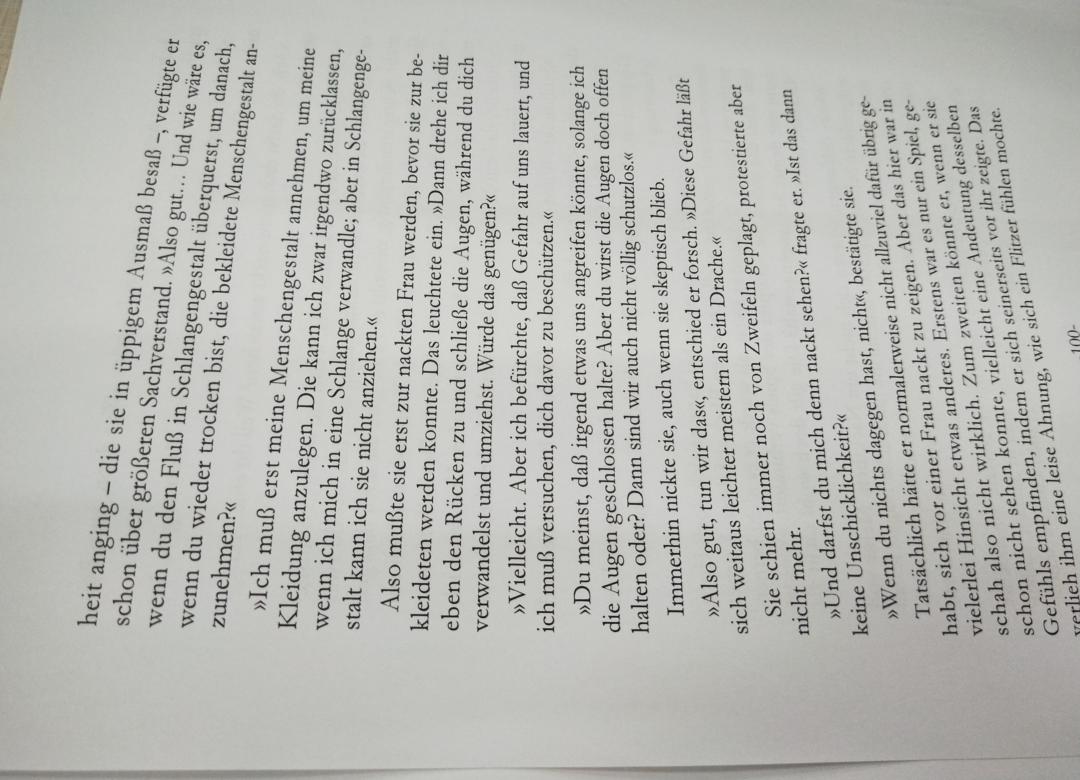 heit anging – die sie in üppigem Ausmaß besaß –, verfügte er
schon über größeren Sachverstand. »Also gut.... Und wie wäre es,
wenn du den Fluß in Schlangengestalt überquerst, um danach,
wenn du wieder trocken bist, die bekleidete Menschengestalt an-
zunehmen?«
»Ich muß erst meine Menschengestalt annehmen, um meine
Kleidung anzulegen. Die kann ich zwar irgendwo zurücklassen,
wenn ich mich in eine Schlange verwandle; aber in Schlangenge-
stalt kann ich sie nicht anziehen.«
Also mußte sie erst zur nackten Frau werden, bevor sie zur be-
kleideten werden konnte. Das leuchtete ein. »Dann drehe ich dir
eben den Rücken zu und schließe die Augen, während du dich
verwandelst und umziehst. Würde das genügen?«
»Vielleicht. Aber ich befürchte, daß Gefahr auf uns lauert, und
ich muß versuchen, dich davor zu beschützen.«
»Du meinst, daß irgend etwas uns angreifen könnte, solange ich
die Augen geschlossen halte? Aber du wirst die Augen doch offen
halten oder? Dann sind wir auch nicht völlig schutzlos.«
Immerhin nickte sie, auch wenn sie skeptisch blieb.
»Also gut, tun wir das«, entschied er forsch. »Diese Gefahr läßt
sich weitaus leichter meistern als ein Drache.«
Sie schien immer noch von Zweifeln geplagt, protestierte aber
nicht mehr.
»Und darfst du mich denn nackt sehen?« fragte er. »Ist das dann
keine Unschicklichkeit?«
»Wenn du nichts dagegen hast, nicht«, bestätigte sie.
Tatsächlich hätte er normalerweise nicht allzuviel dafür übrig ge-
habt, sich vor einer Frau nackt zu zeigen. Aber das hier war in
vielerlei Hinsicht etwas anderes. Erstens war es nur ein Spiel, ge-
schah also nicht wirklich. Zum zweiten könnte er, wenn er sie
schon nicht sehen konnte, vielleicht eine Andeutung desselben
Gefühls empfinden, indem er sich seinerseits vor ihr zeigte. Das
verlieh ihm eine leise Ahnung, wie sich ein Flitzer fühlen mochte.
-100-